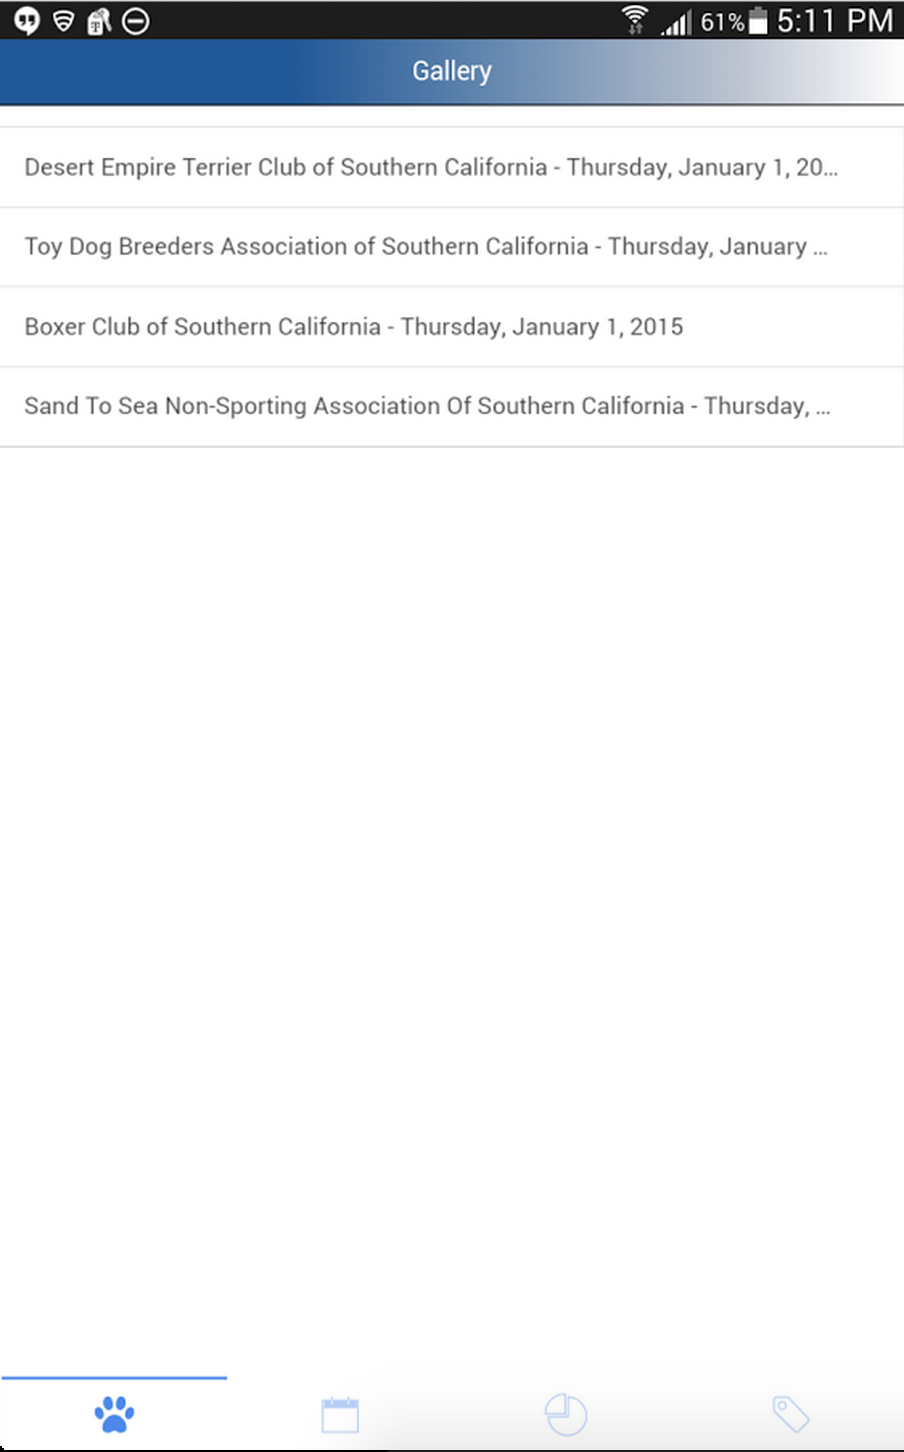 61% 5:11 PM
Gallery
Desert Empire Terrier Club of Southern California - Thursday, January 1, 20...
Toy Dog Breeders Association of Southern California - Thursday, January ...
Boxer Club of Southern California - Thursday, January 1, 2015
Sand To Sea Non-Sporting Association Of Southern California - Thursday, ...